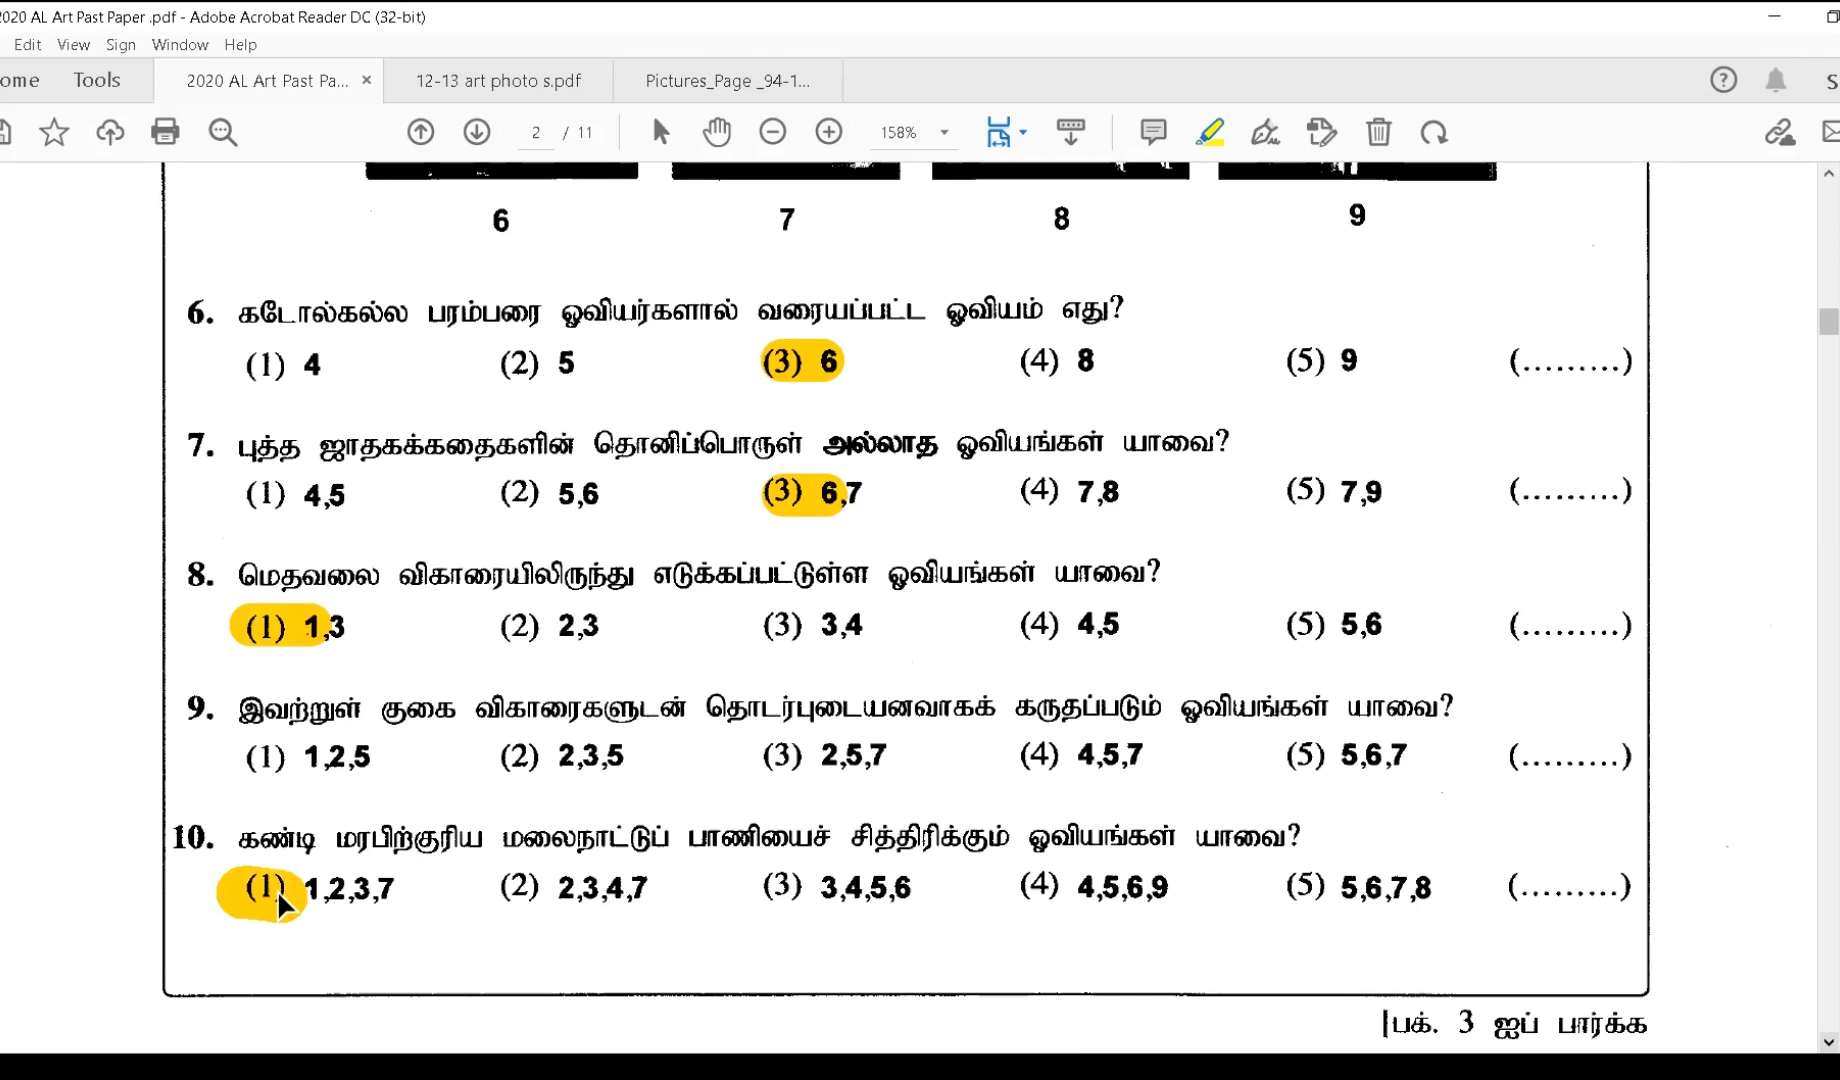 2020 AL Art Past Paper .pdf - Adobe Acrobat Reader DC (32-bit)
Edit View Sign Window Help
ome Tools 2020 AL Art Past Pa... × 12-13 art photo s.pdf Pictures_Page _94-1... ? S
2 / 11 158%
6 7 8 9
6. கடோல்கல்ல பரம்பரை ஓவியர்களால் வரையப்பட்ட ஓவியம் எது?
(1) 4 (2) 5 (3) 6 (4) 8 (5) 9 (.........)
7. புத்த ஜாதகக்கதைகளின் தொனிப்பொருள் அல்லாத ஓவியங்கள் யாவை?
(1) 4,5 (2) 5,6 (3) 6,7 (4) 7,8 (5) 7,9 (.........)
8. மெதவலை விகாரையிலிருந்து எடுக்கப்பட்டுள்ள ஓவியங்கள் யாவை?
(1) 1,3 (2) 2,3 (3) 3,4 (4) 4,5 (5) 5,6 (.........)
9. இவற்றுள் குகை விகாரைகளுடன் தொடர்புடையனவாகக் கருதப்படும் ஓவியங்கள் யாவை?
(1) 1,2,5 (2) 2,3,5 (3) 2,5,7 (4) 4,5,7 (5) 5,6,7 (.........)
10. கண்டி மரபிற்குரிய மலைநாட்டுப் பாணியைச் சித்திரிக்கும் ஓவியங்கள் யாவை?
(1) 1,2,3,7 (2) 2,3,4,7 (3) 3,4,5,6 (4) 4,5,6,9 (5) 5,6,7,8 (.........)
[பக். 3 ஐப் பார்க்க